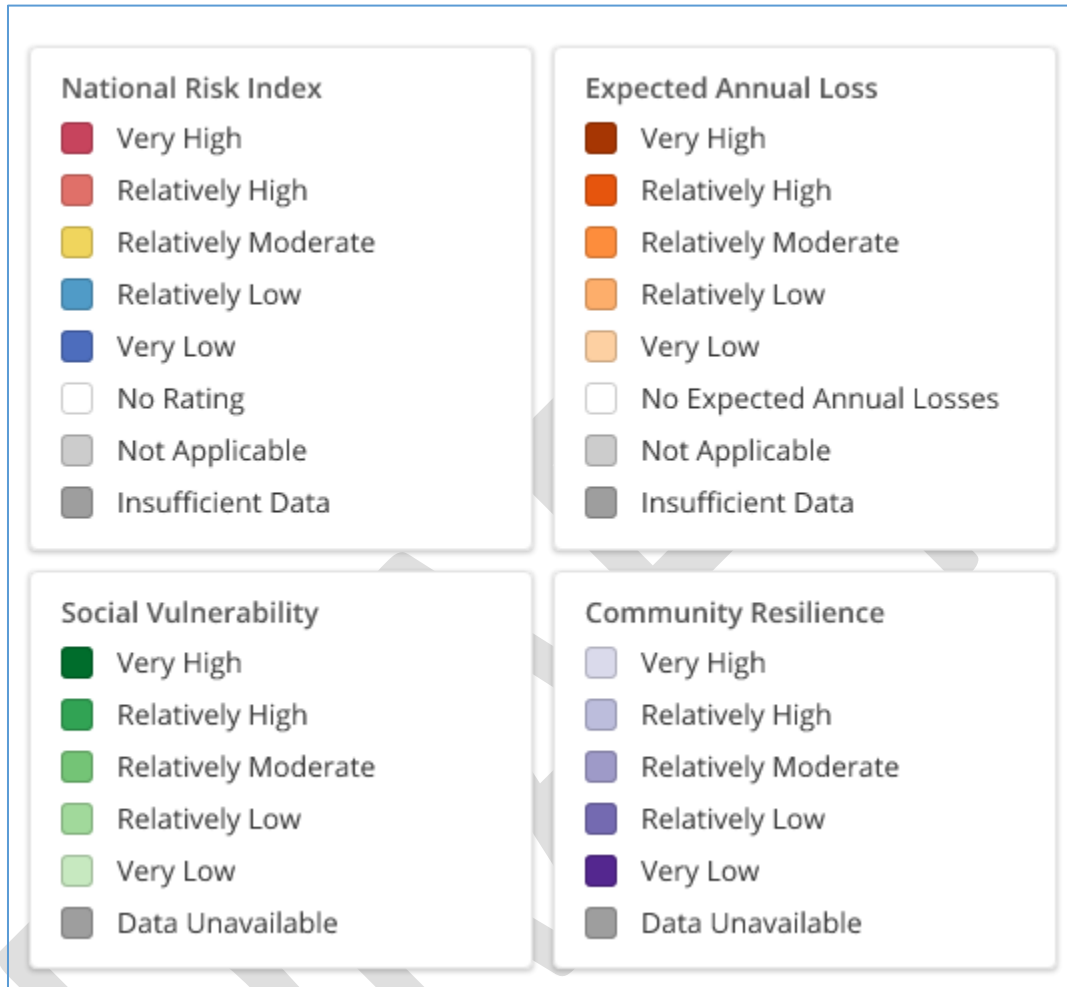 National Risk Index
Very High
Relatively High
Relatively Moderate
Relatively Low
Very Low
No Rating
Not Applicable
Insufficient Data
Expected Annual Loss
Very High
Relatively High
Relatively Moderate
Relatively Low
Very Low
No Expected Annual Losses
Not Applicable
Insufficient Data
Social Vulnerability
Very High
Relatively High
Relatively Moderate
Relatively Low
Very Low
Data Unavailable
Community Resilience
Very High
Relatively High
Relatively Moderate
Relatively Low
Very Low
Data Unavailable